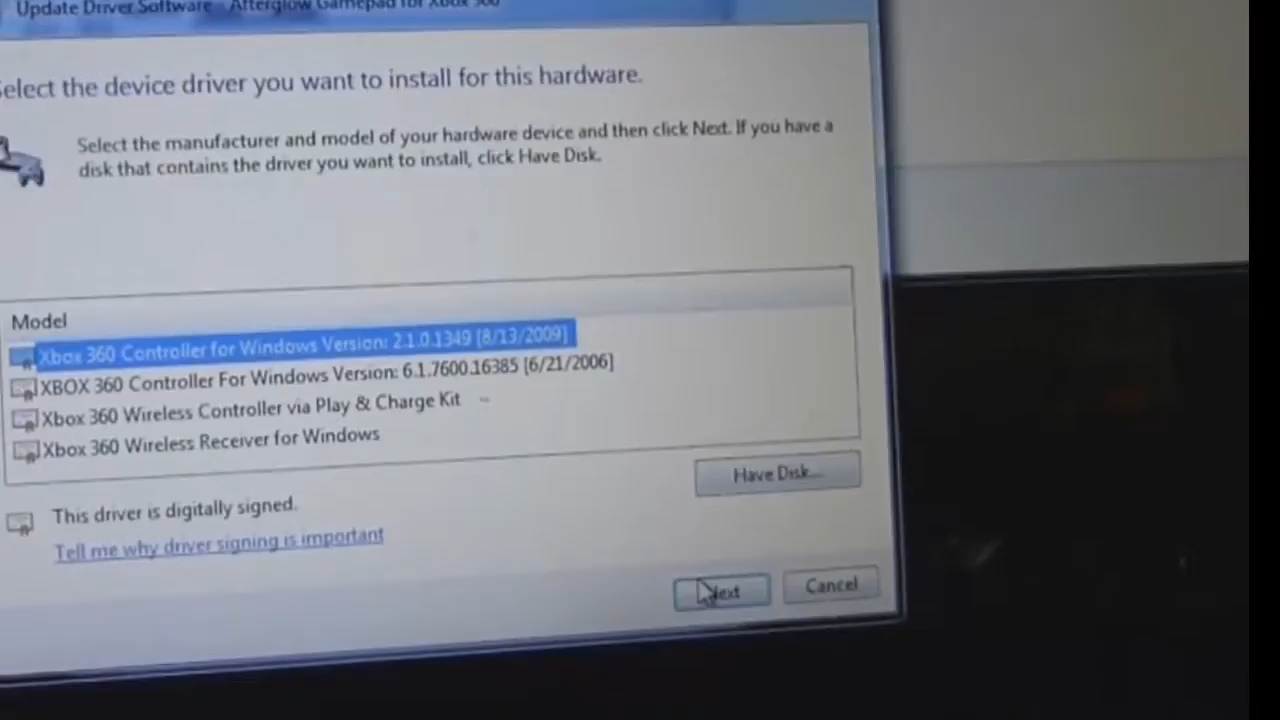 Update Driver Software - Afterglow Gamepad for Xbox 360
Select the device driver you want to install for this hardware.
Select the manufacturer and model of your hardware device and then click Next. If you have a
disk that contains the driver you want to install, click Have Disk.
Model
Xbox 360 Controller for Windows Version: 2.1.0.1349 [8/13/2009]
XBOX 360 Controller For Windows Version: 6.1.7600.16385 [6/21/2006]
Xbox 360 Wireless Controller via Play & Charge Kit
Xbox 360 Wireless Receiver for Windows
Have Disk...
This driver is digitally signed.
Tell me why driver signing is important
Next
Cancel